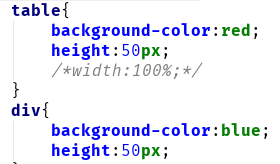 table{
background-color:red;
height:50px;
/*width:100%;*/
}
div{
background-color:blue;
height:50px;